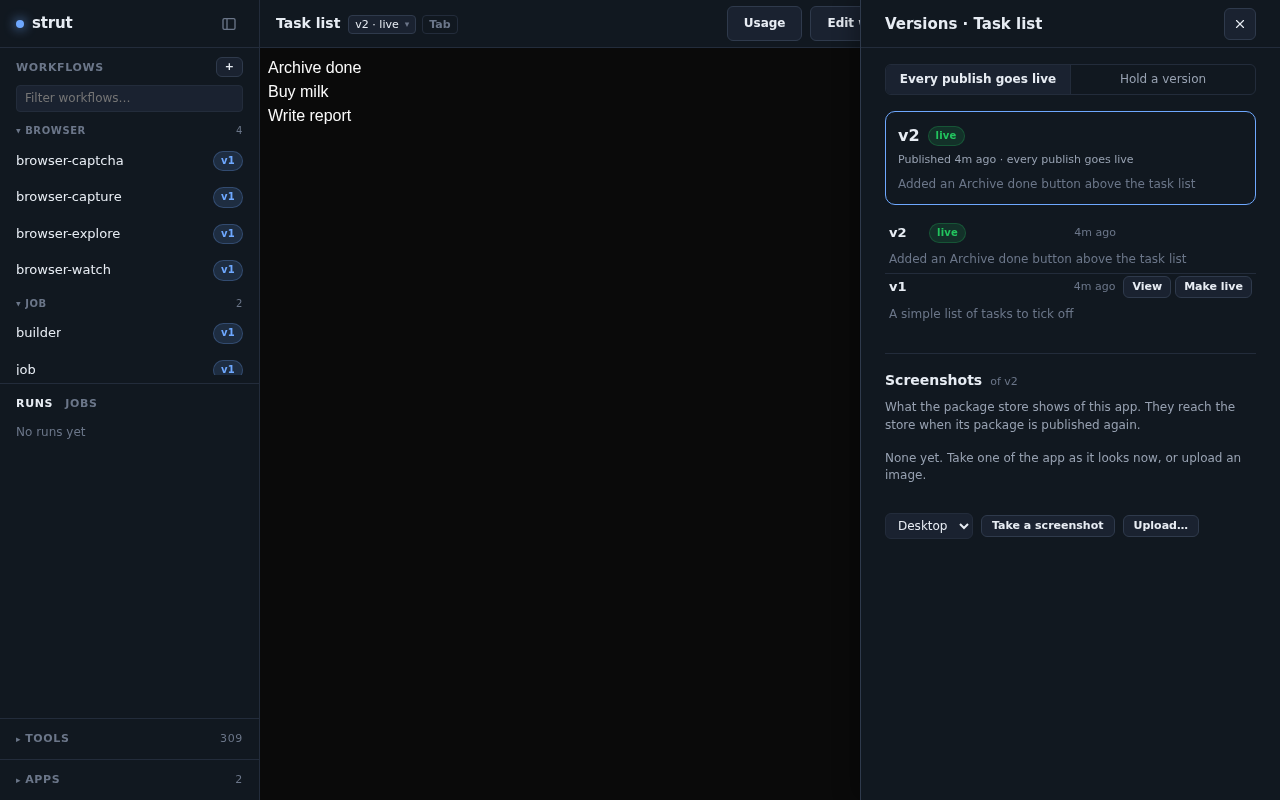 strut
WORKFLOWS
+
Filter workflows...
BROWSER 4
browser-captcha v1
browser-capture v1
browser-explore v1
browser-watch v1
JOB 2
builder v1
job v1
RUNS JOBS
No runs yet
TOOLS 309
APPS 2
Task list v2 · live Tab
Usage
Edit
Archive done
Buy milk
Write report
Versions · Task list
×
Every publish goes live
Hold a version
v2 live
Published 4m ago · every publish goes live
Added an Archive done button above the task list
v2 live 4m ago
Added an Archive done button above the task list
v1 4m ago View Make live
A simple list of tasks to tick off
Screenshots of v2
What the package store shows of this app. They reach the
store when its package is published again.
None yet. Take one of the app as it looks now, or upload an
image.
Desktop Take a screenshot Upload...